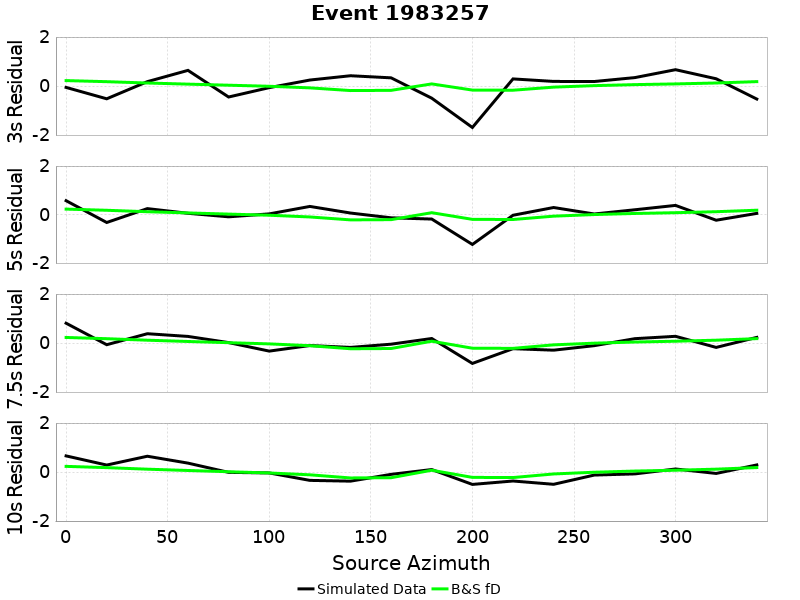 Event 1983257
3s Residual
2
0
-2
5s Residual
2
0
-2
7.5s Residual
2
0
-2
10s Residual
2
0
-2
0 50 100 150 200 250 300
Source Azimuth
Simulated Data B&S fD